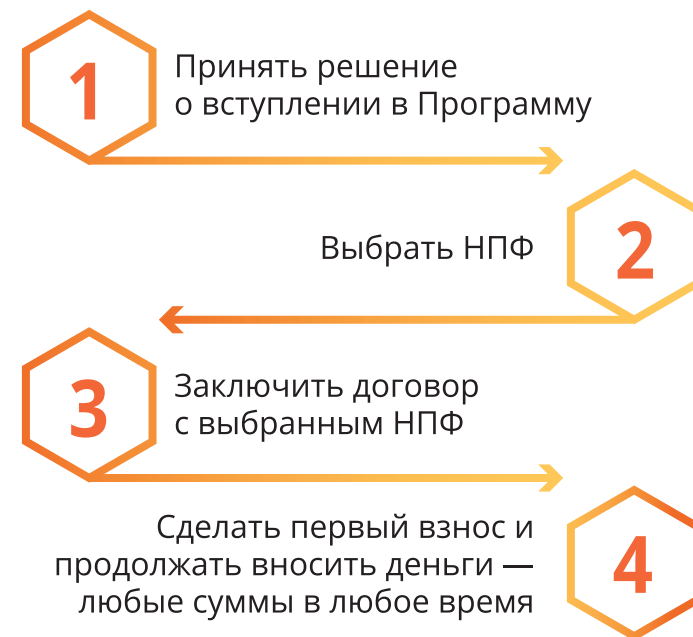 1
Принять решение
о вступлении в Программу
2
Выбрать НПФ
3
Заключить договор
с выбранным НПФ
4
Сделать первый взнос и
продолжать вносить деньги —
любые суммы в любое время